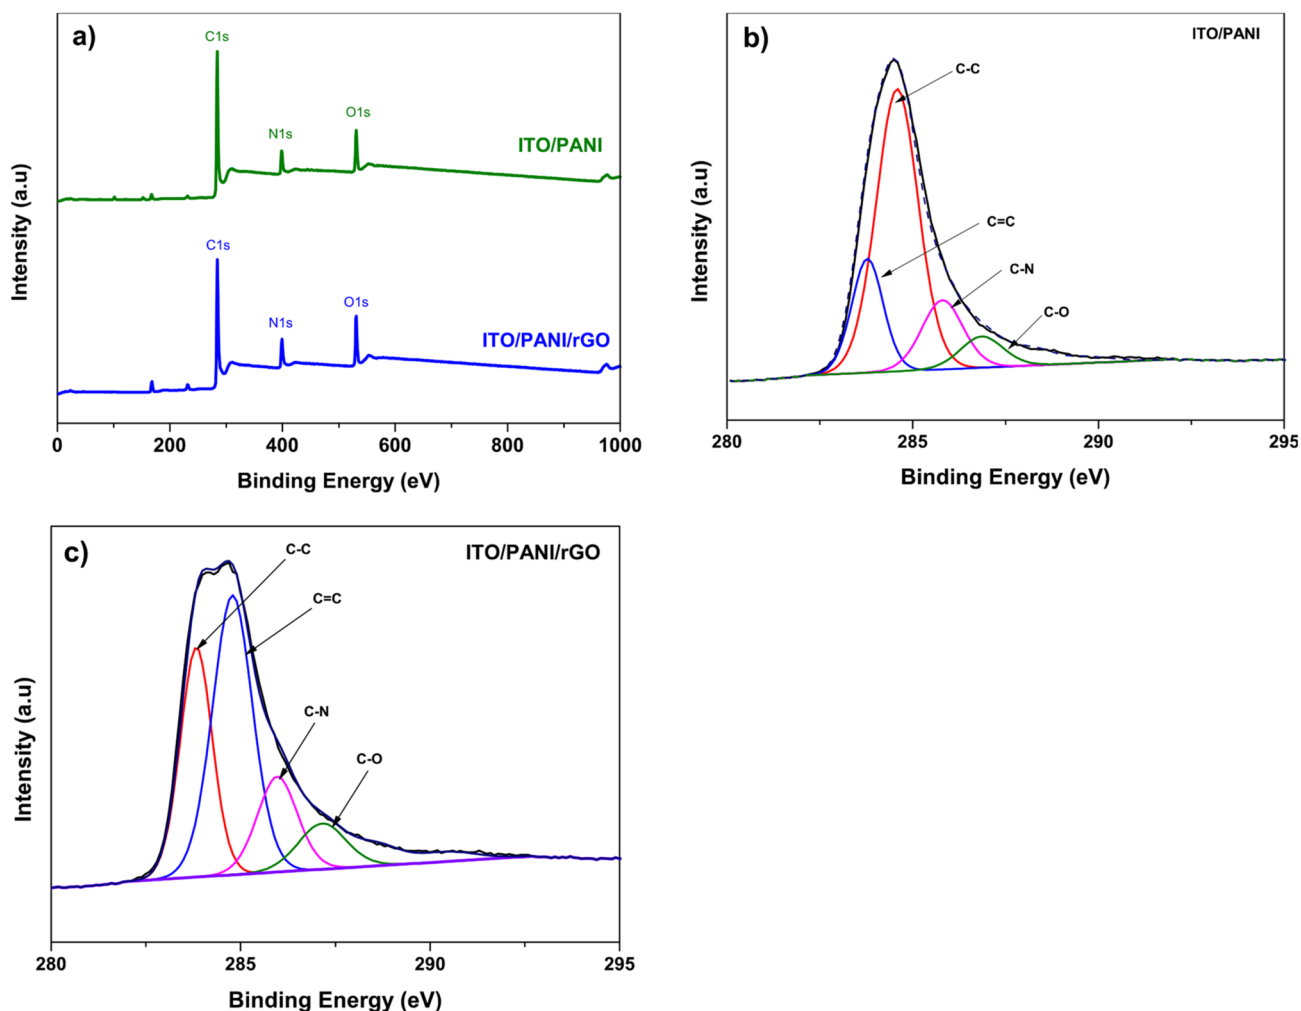 a)
C1s
N1s
O1s
ITO/PANI
C1s
N1s
O1s
ITO/PANI/rGO
Intensity (a.u)
0 200 400 600 800 1000
Binding Energy (eV)
b)
ITO/PANI
C-C
C=C
C-N
C-O
Intensity (a.u)
280 285 290 295
Binding Energy (eV)
c)
ITO/PANI/rGO
C-C
C=C
C-N
C-O
Intensity (a.u)
280 285 290 295
Binding Energy (eV)